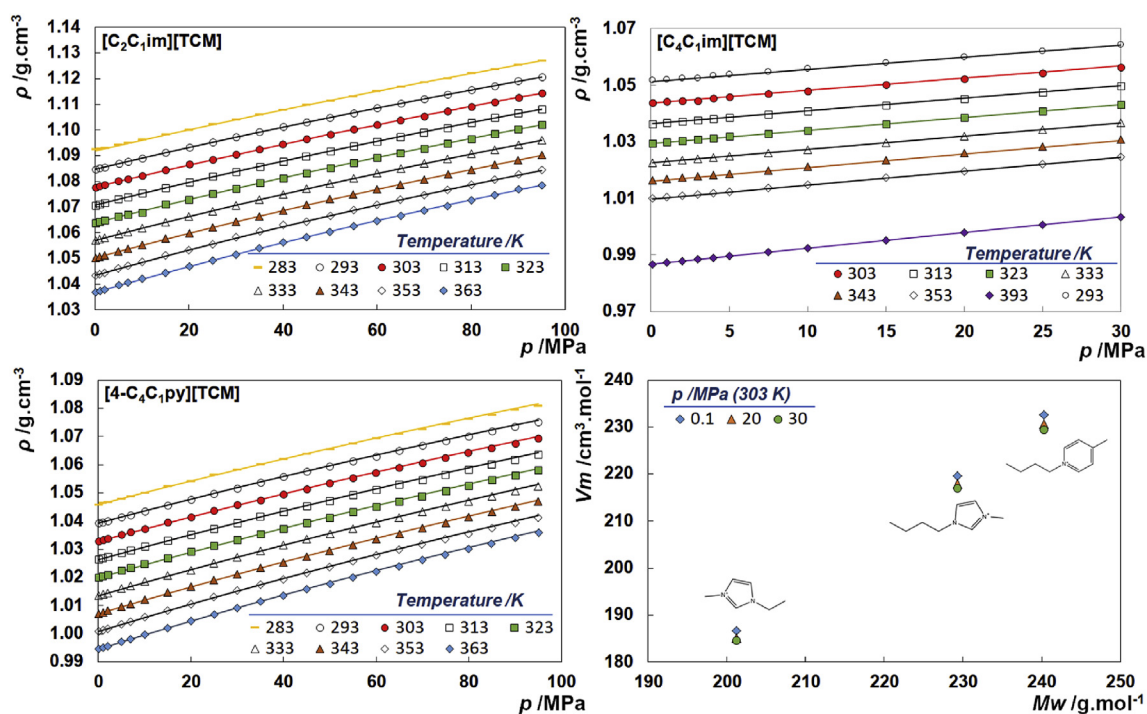 [C₂C₁im][TCM]
ρ /g.cm⁻³
1.14
1.13
1.12
1.11
1.10
1.09
1.08
1.07
1.06
1.05
1.04
1.03
Temperature /K
283 293 303 313 323
333 343 353 363
0 20 40 60 80 100
p /MPa
[C₄C₁im][TCM]
ρ /g.cm⁻³
1.07
1.05
1.03
1.01
0.99
0.97
Temperature /K
303 313 323 333
343 353 393 293
0 5 10 15 20 25 30
p /MPa
[4-C₄C₁py][TCM]
ρ /g.cm⁻³
1.09
1.08
1.07
1.06
1.05
1.04
1.03
1.02
1.01
1.00
0.99
Temperature /K
283 293 303 313 323
333 343 353 363
0 20 40 60 80 100
p /MPa
Vm /cm³.mol⁻¹
240
230
220
210
200
190
180
p /MPa (303 K)
0.1 20 30
N
N
N⁺
N
N⁺
190 200 210 220 230 240 250
Mw /g.mol⁻¹